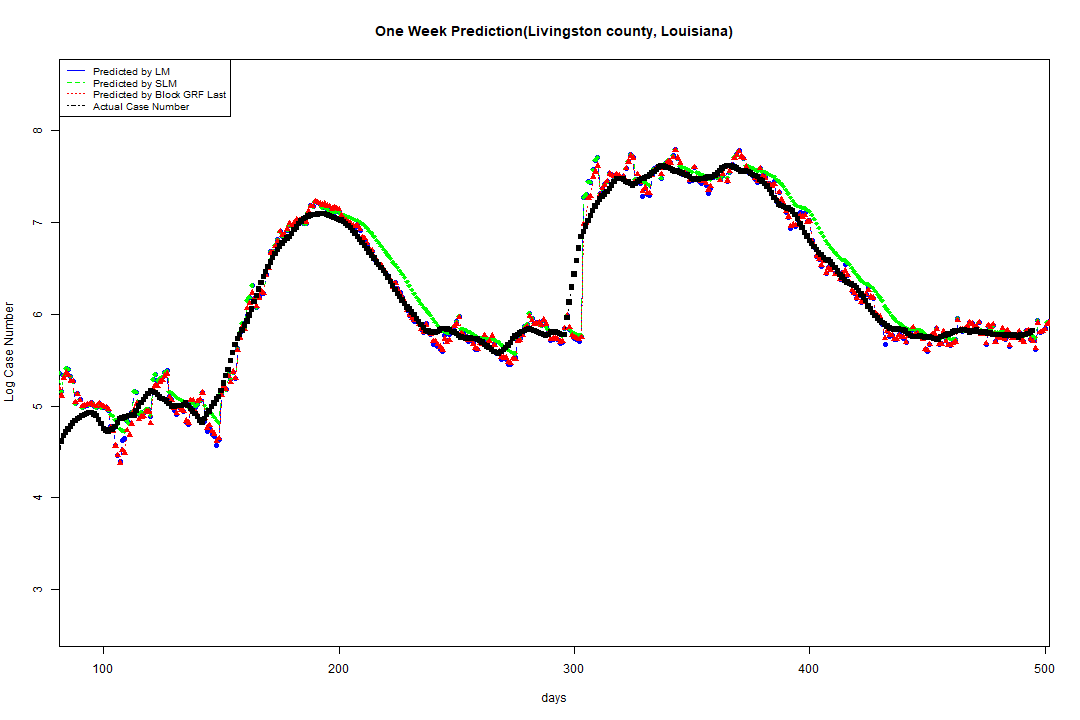 One Week Prediction(Livingston county, Louisiana)
Predicted by LM
Predicted by SLM
Predicted by Block GRF Last
Actual Case Number
8
7
6
5
4
3
Log Case Number
100 200 300 400 500
days